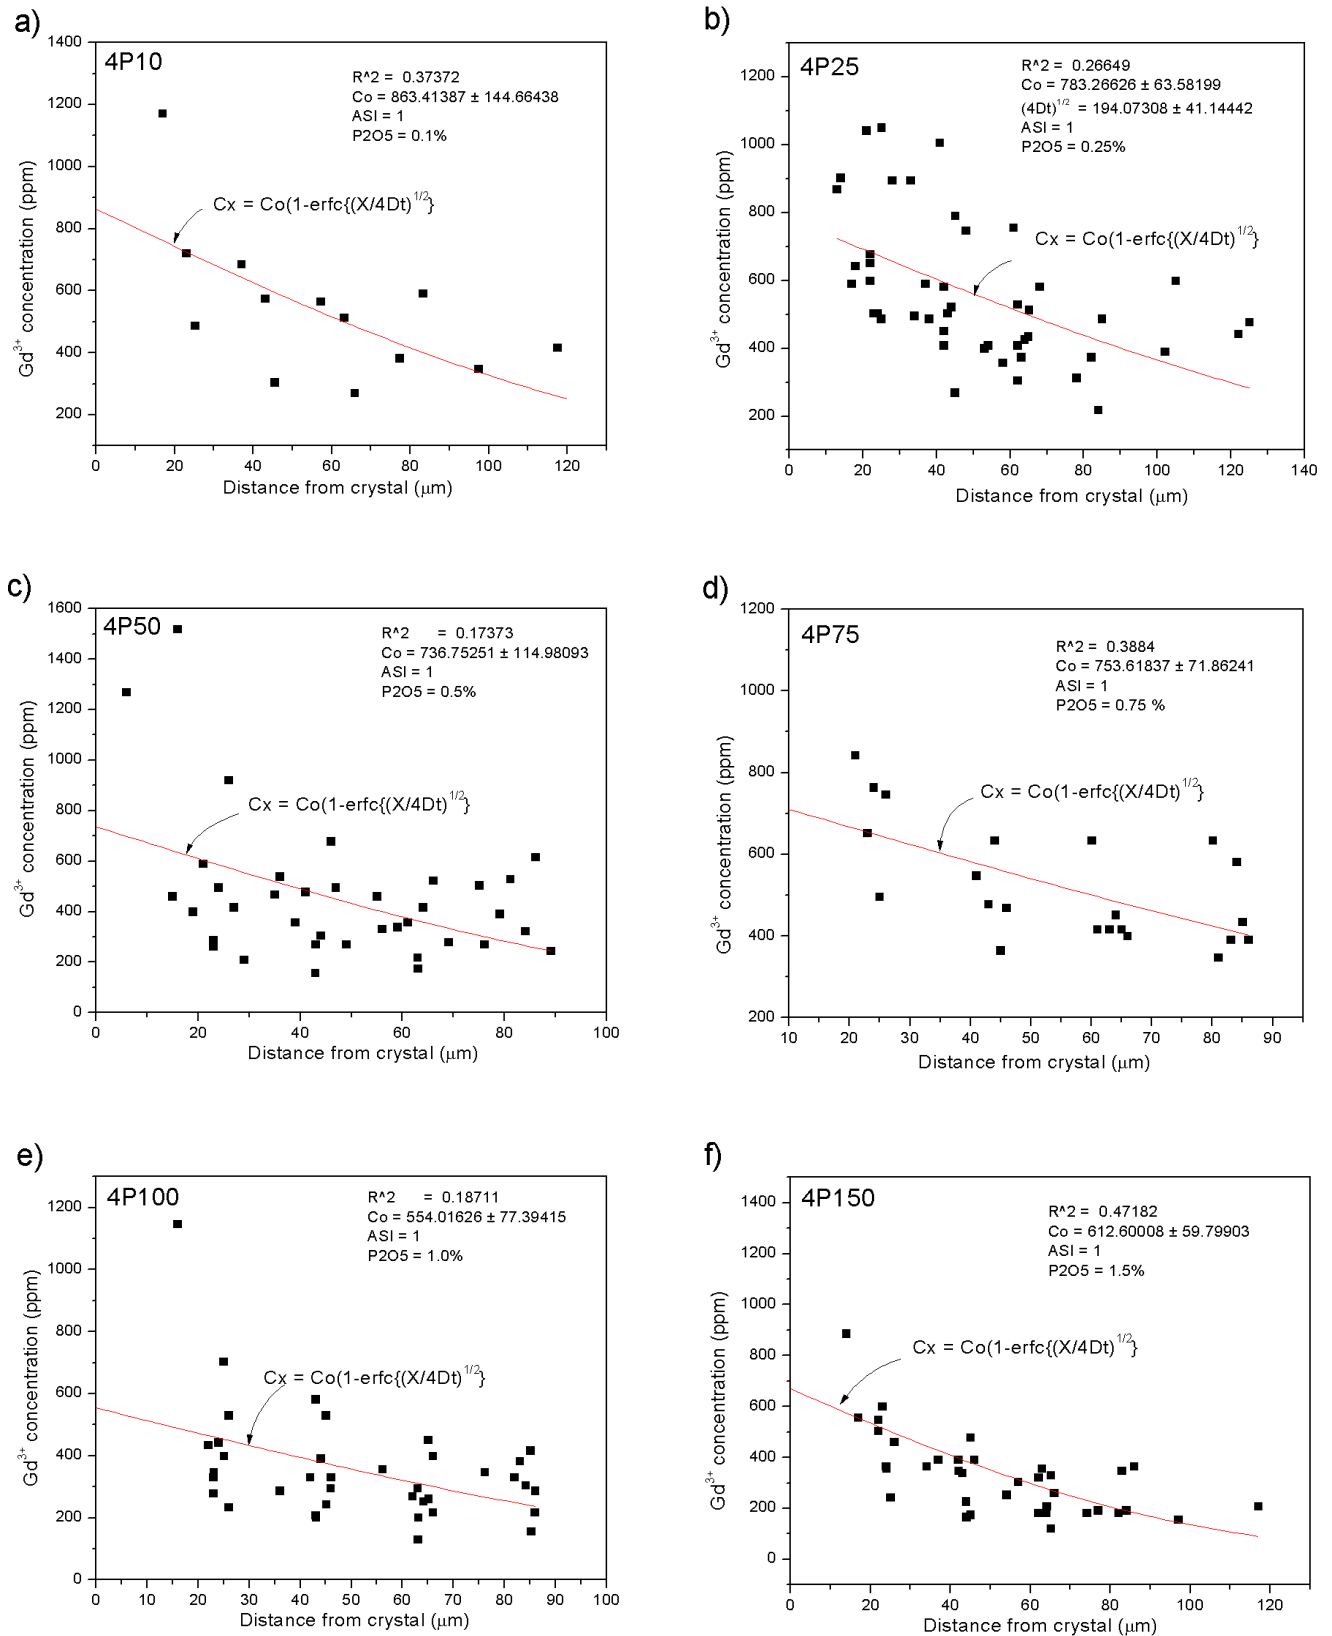 a)
4P10
R^2 = 0.37372
Co = 863.41387 ± 144.66438
ASI = 1
P2O5 = 0.1%
Cx = Co(1-erfc{(X/4Dt)^1/2}
Gd³⁺ concentration (ppm)
1400
1200
1000
800
600
400
200
0 20 40 60 80 100 120
Distance from crystal (μm)
b)
4P25
R^2 = 0.26649
Co = 783.26626 ± 63.58199
(4Dt)^1/2 = 194.07308 ± 41.14442
ASI = 1
P2O5 = 0.25%
Cx = Co(1-erfc{(X/4Dt)^1/2}
Gd³⁺ concentration (ppm)
1200
1000
800
600
400
200
0 20 40 60 80 100 120 140
Distance from crystal (μm)
c)
4P50
R^2 = 0.17373
Co = 736.75251 ± 114.98093
ASI = 1
P2O5 = 0.5%
Cx = Co(1-erfc{(X/4Dt)^1/2}
Gd³⁺ concentration (ppm)
1600
1400
1200
1000
800
600
400
200
0
0 20 40 60 80 100
Distance from crystal (μm)
d)
4P75
R^2 = 0.3884
Co = 753.61837 ± 71.86241
ASI = 1
P2O5 = 0.75 %
Cx = Co(1-erfc{(X/4Dt)^1/2}
Gd³⁺ concentration (ppm)
1200
1000
800
600
400
200
10 20 30 40 50 60 70 80 90
Distance from crystal (μm)
e)
4P100
R^2 = 0.18711
Co = 554.01626 ± 77.39415
ASI = 1
P2O5 = 1.0%
Cx = Co(1-erfc{(X/4Dt)^1/2}
Gd³⁺ concentration (ppm)
1200
1000
800
600
400
200
0
0 10 20 30 40 50 60 70 80 90 100
Distance from crystal (μm)
f)
4P150
R^2 = 0.47182
Co = 612.60008 ± 59.79903
ASI = 1
P2O5 = 1.5%
Cx = Co(1-erfc{(X/4Dt)^1/2}
Gd³⁺ concentration (ppm)
1400
1200
1000
800
600
400
200
0
0 20 40 60 80 100 120
Distance from crystal (μm)